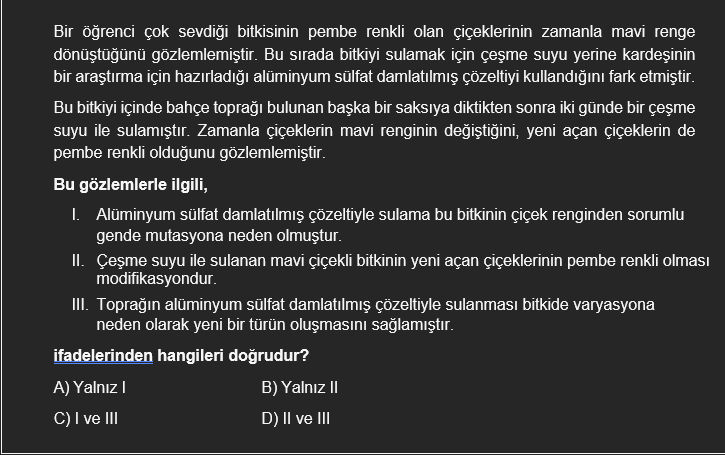 Bir öğrenci çok sevdiği bitkisinin pembe renkli olan çiçeklerinin zamanla mavi renge
dönüştüğünü gözlemlemiştir. Bu sırada bitkiyi sulamak için çeşme suyu yerine kardeşinin
bir araştırma için hazırladığı alüminyum sülfat damlatılmış çözeltiyi kullandığını fark etmiştir.
Bu bitkiyi içinde bahçe toprağı bulunan başka bir saksıya diktikten sonra iki günde bir çeşme
suyu ile sulamıştır. Zamanla çiçeklerin mavi renginin değiştiğini, yeni açan çiçeklerin de
pembe renkli olduğunu gözlemlemiştir.
Bu gözlemlerle ilgili,
I. Alüminyum sülfat damlatılmış çözeltiyle sulama bu bitkinin çiçek renginden sorumlu
gende mutasyona neden olmuştur.
II. Çeşme suyu ile sulanan mavi çiçekli bitkinin yeni açan çiçeklerinin pembe renkli olması
modifikasyondur.
III. Toprağın alüminyum sülfat damlatılmış çözeltiyle sulanması bitkide varyasyona
neden olarak yeni bir türün oluşmasını sağlamıştır.
ifadelerinden hangileri doğrudur?
A) Yalnız I B) Yalnız II
C) I ve III D) II ve III